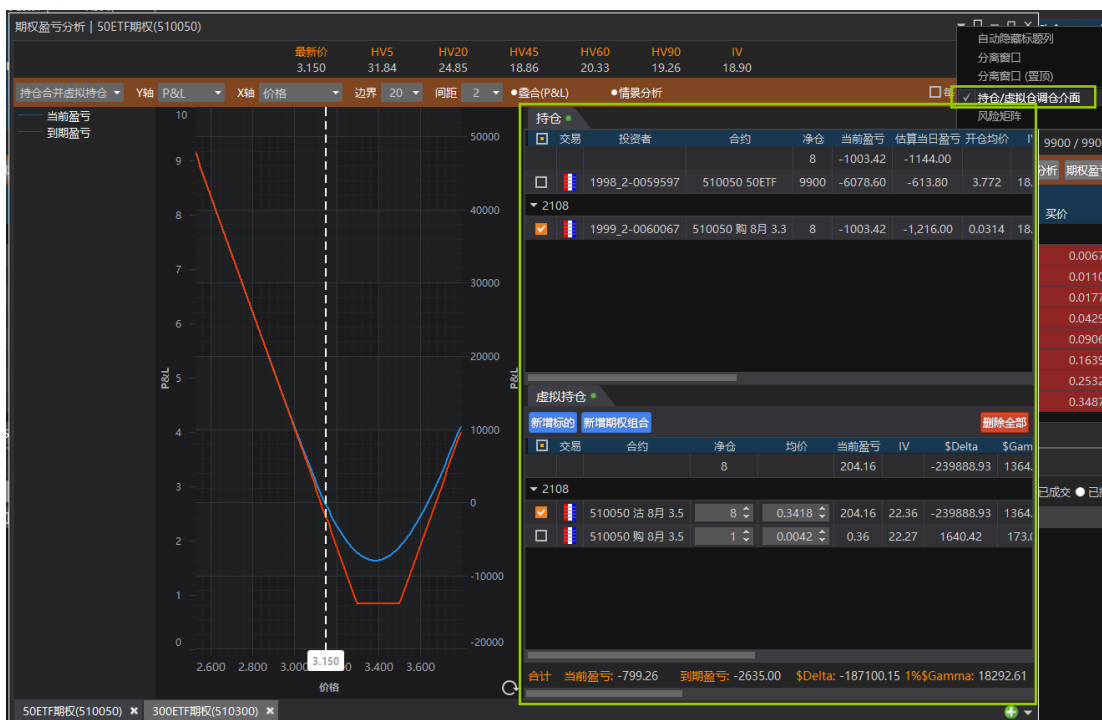 期权盈亏分析 | 50ETF期权(510050)
自动隐藏标题列
分离窗口
分离窗口 (置顶)
✓ 持仓/虚拟仓调仓介面
风险矩阵
最新价 HV5 HV20 HV45 HV60 HV90 IV
3.150 31.84 24.85 18.86 20.33 19.26 18.90
持仓合并虚拟持仓 Y轴 P&L X轴 价格 边界 20 间距 2 ●叠合(P&L) ●情景分析
当前盈亏
到期盈亏
10
9
8
7
6
5
4
3
2
1
0
P&L
50000
40000
30000
20000
10000
0
-10000
-20000
P&L
2.600 2.800 3.150 3.400 3.600
价格
持仓
交易 投资者 合约 净仓 当前盈亏 估算当日盈亏 开仓均价
8 -1003.42 -1144.00
1998_2-0059597 510050 50ETF 9900 -6078.60 -613.80 3.772 18.
2108
1999_2-0060067 510050 购 8月 3.3 8 -1003.42 -1,216.00 0.0314 18.
虚拟持仓
新增标的 新增期权组合 删除全部
交易 合约 净仓 均价 当前盈亏 IV $Delta $Gam
8 204.16 -239888.93 1364.
2108
510050 沽 8月 3.5 8 0.3418 204.16 22.36 -239888.93 1364.
510050 购 8月 3.5 1 0.0042 0.36 22.27 1640.42 173.0
合计 当前盈亏: -799.26 到期盈亏: -2635.00 $Delta: -187100.15 1%$Gamma: 18292.61
9900 / 990
分析 期权盈
买价
0.0067
0.0110
0.0177
0.0429
0.0906
0.1639
0.2532
0.3487
已成交
50ETF期权(510050) × 300ETF期权(510300) ×